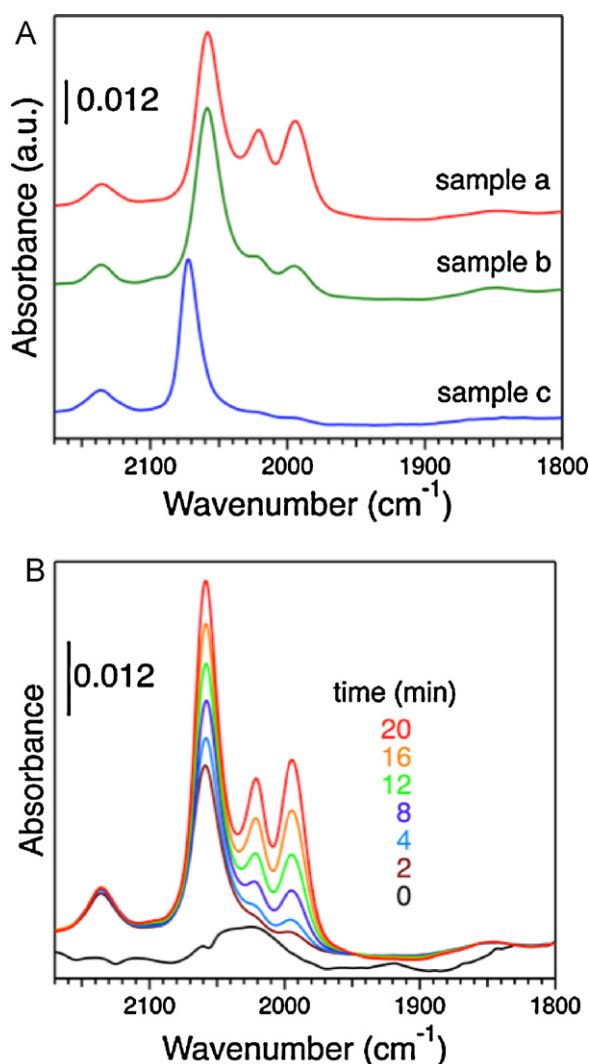 A
0.012
Absorbance (a.u.)
sample a
sample b
sample c
2100 2000 1900 1800
Wavenumber (cm⁻¹)
B
0.012
Absorbance
time (min)
20
16
12
8
4
2
0
2100 2000 1900 1800
Wavenumber (cm⁻¹)